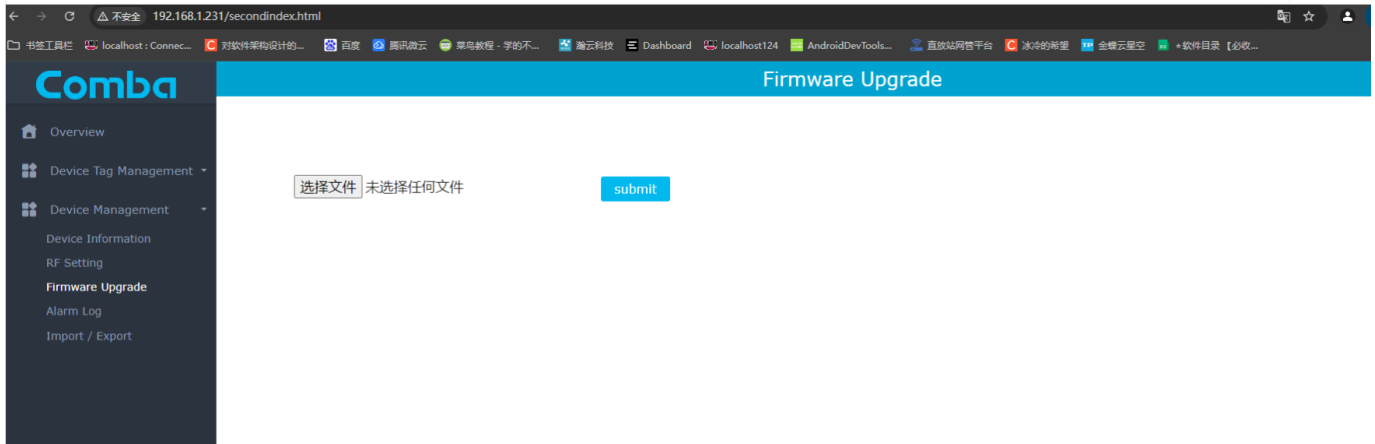 不安全 192.168.1.231/secondindex.html
书签工具栏 localhost : Connec... 对软件架构设计的... 百度 腾讯微云 菜鸟教程 - 学的不... 瀚云科技 Dashboard localhost124 AndroidDevTools... 直放站网管平台 冰冷的希望 金蝶云星空 *软件目录【必收...
Comba
Firmware Upgrade
Overview
Device Tag Management
选择文件 未选择任何文件 submit
Device Management
Device Information
RF Setting
Firmware Upgrade
Alarm Log
Import / Export